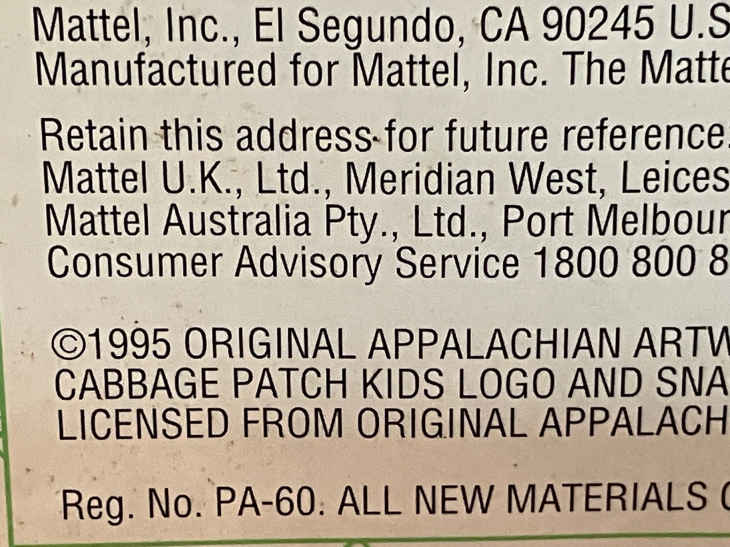 Mattel, Inc., El Segundo, CA 90245 U.S
Manufactured for Mattel, Inc. The Matte
Retain this address for future reference.
Mattel U.K., Ltd., Meridian West, Leices
Mattel Australia Pty., Ltd., Port Melbour
Consumer Advisory Service 1800 800 8
©1995 ORIGINAL APPALACHIAN ARTW
CABBAGE PATCH KIDS LOGO AND SNA
LICENSED FROM ORIGINAL APPALACH
Reg. No. PA-60. ALL NEW MATERIALS